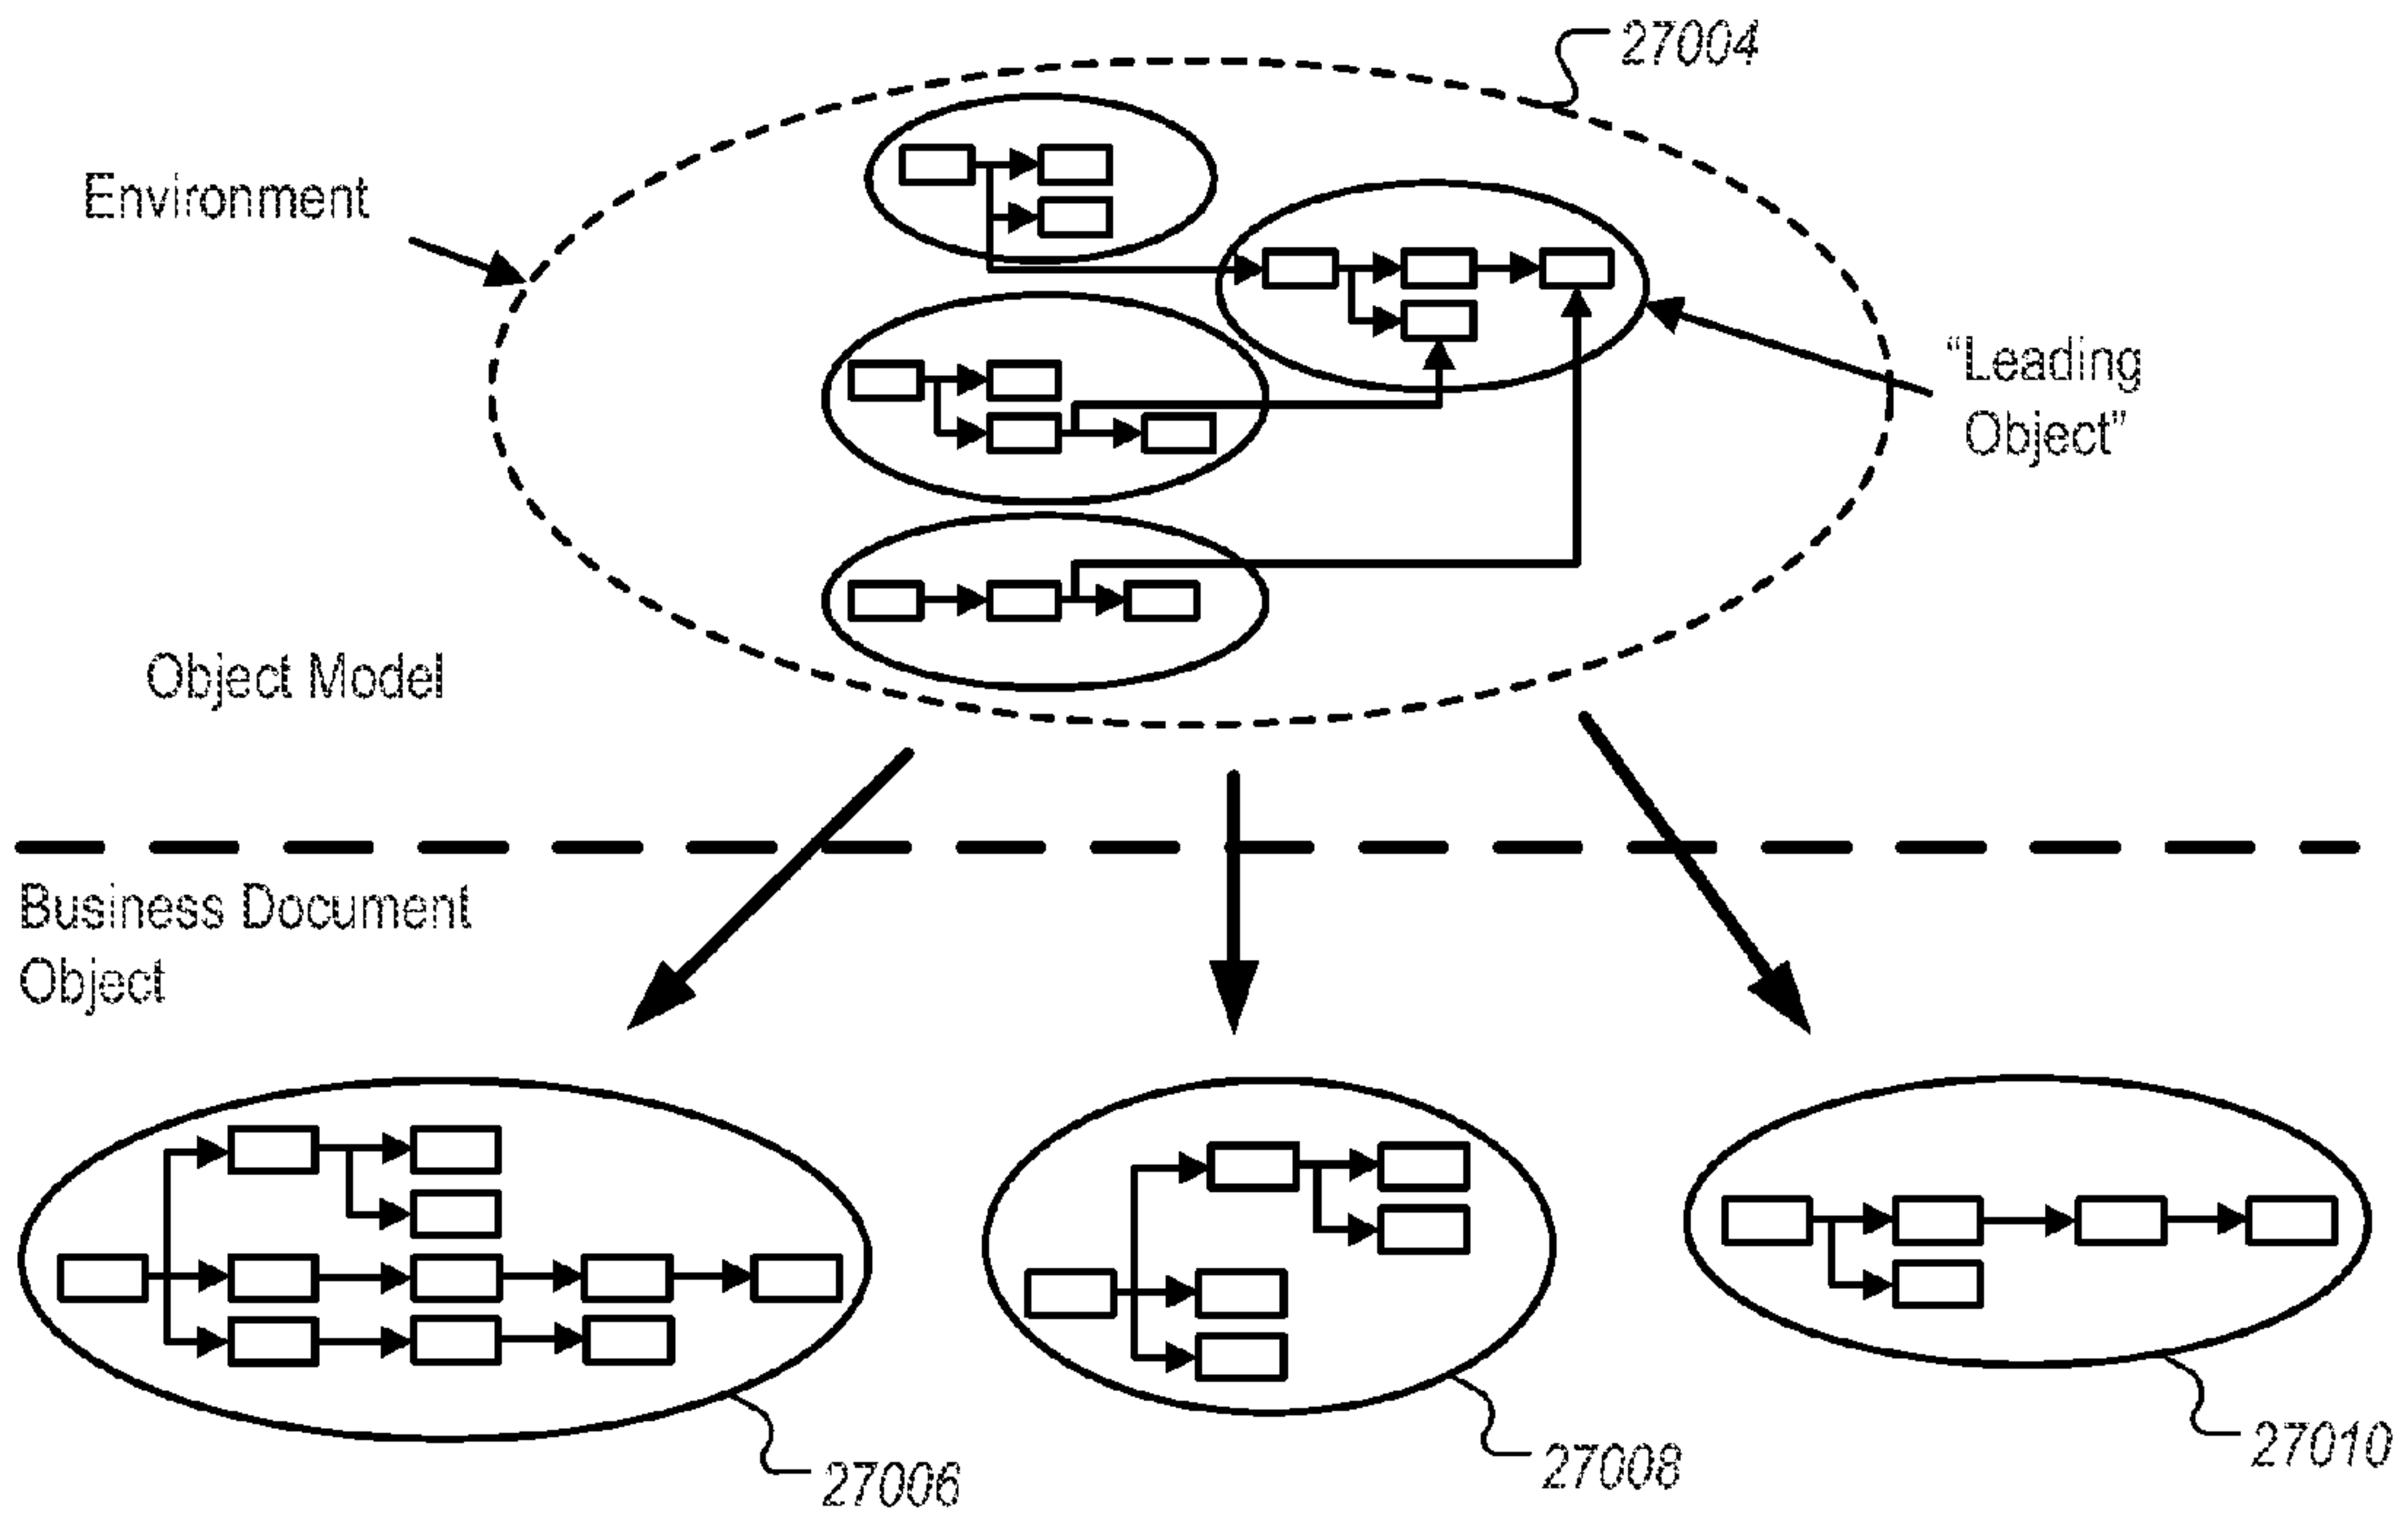 27004
Environment
“Leading
Object”
Object Model
Business Document
Object
27006
27008
27010